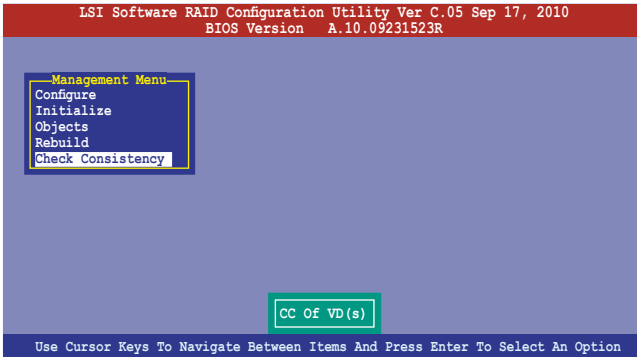 LSI Software RAID Configuration Utility Ver C.05 Sep 17, 2010
BIOS Version A.10.09231523R
Management Menu
Configure
Initialize
Objects
Rebuild
Check Consistency
CC Of VD(s)
Use Cursor Keys To Navigate Between Items And Press Enter To Select An Option